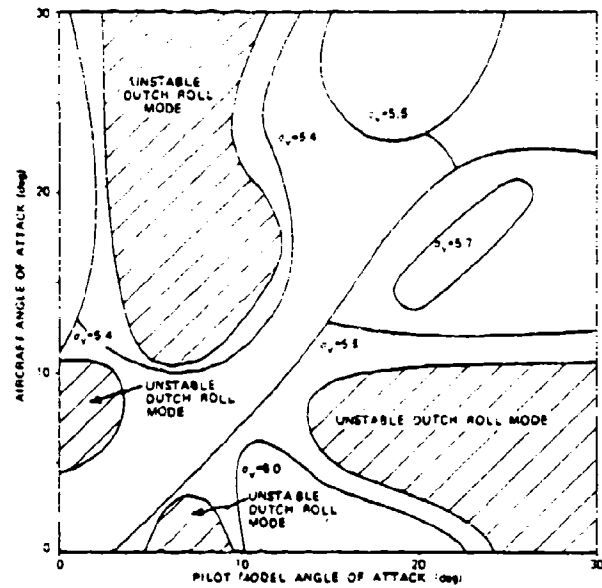 30
UNSTABLE
DUTCH ROLL
MODE
σᵥ=5.5
σᵥ=5.4
20
σᵥ=5.7
AIRCRAFT ANGLE OF ATTACK (deg)
σᵥ=5.4
σᵥ=5.5
10
UNSTABLE
DUTCH ROLL
MODE
UNSTABLE DUTCH ROLL
MODE
σᵥ=6.0
UNSTABLE
DUTCH ROLL
MODE
0
0
10
20
30
PILOT MODEL ANGLE OF ATTACK (deg)